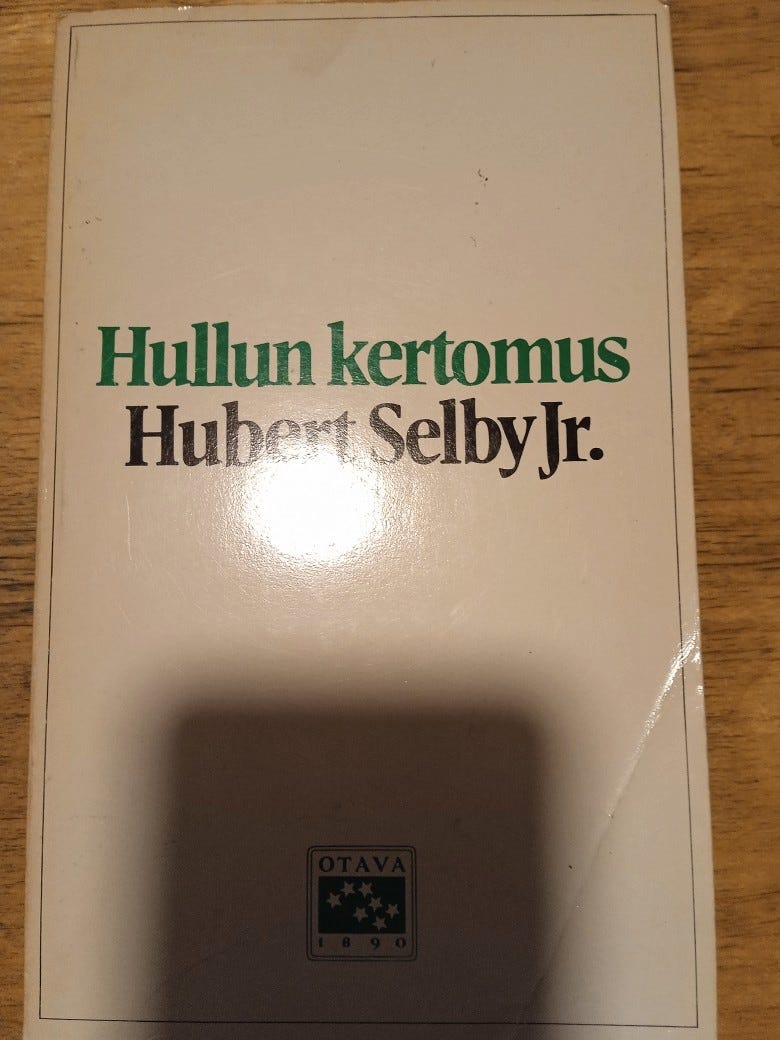 Hullun kertomus
Hubert Selby Jr.
OTAVA
1890